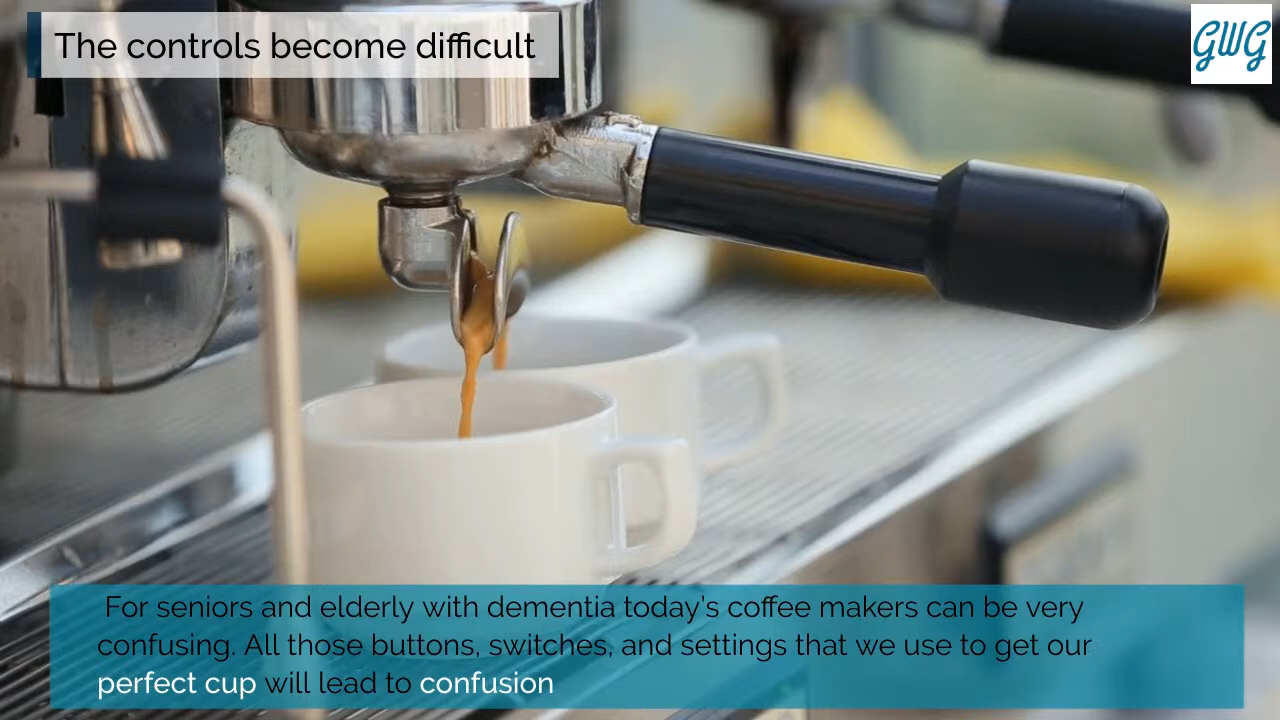 The controls become difficult
GWG
For seniors and elderly with dementia today's coffee makers can be very
confusing. All those buttons, switches, and settings that we use to get our
perfect cup will lead to confusion